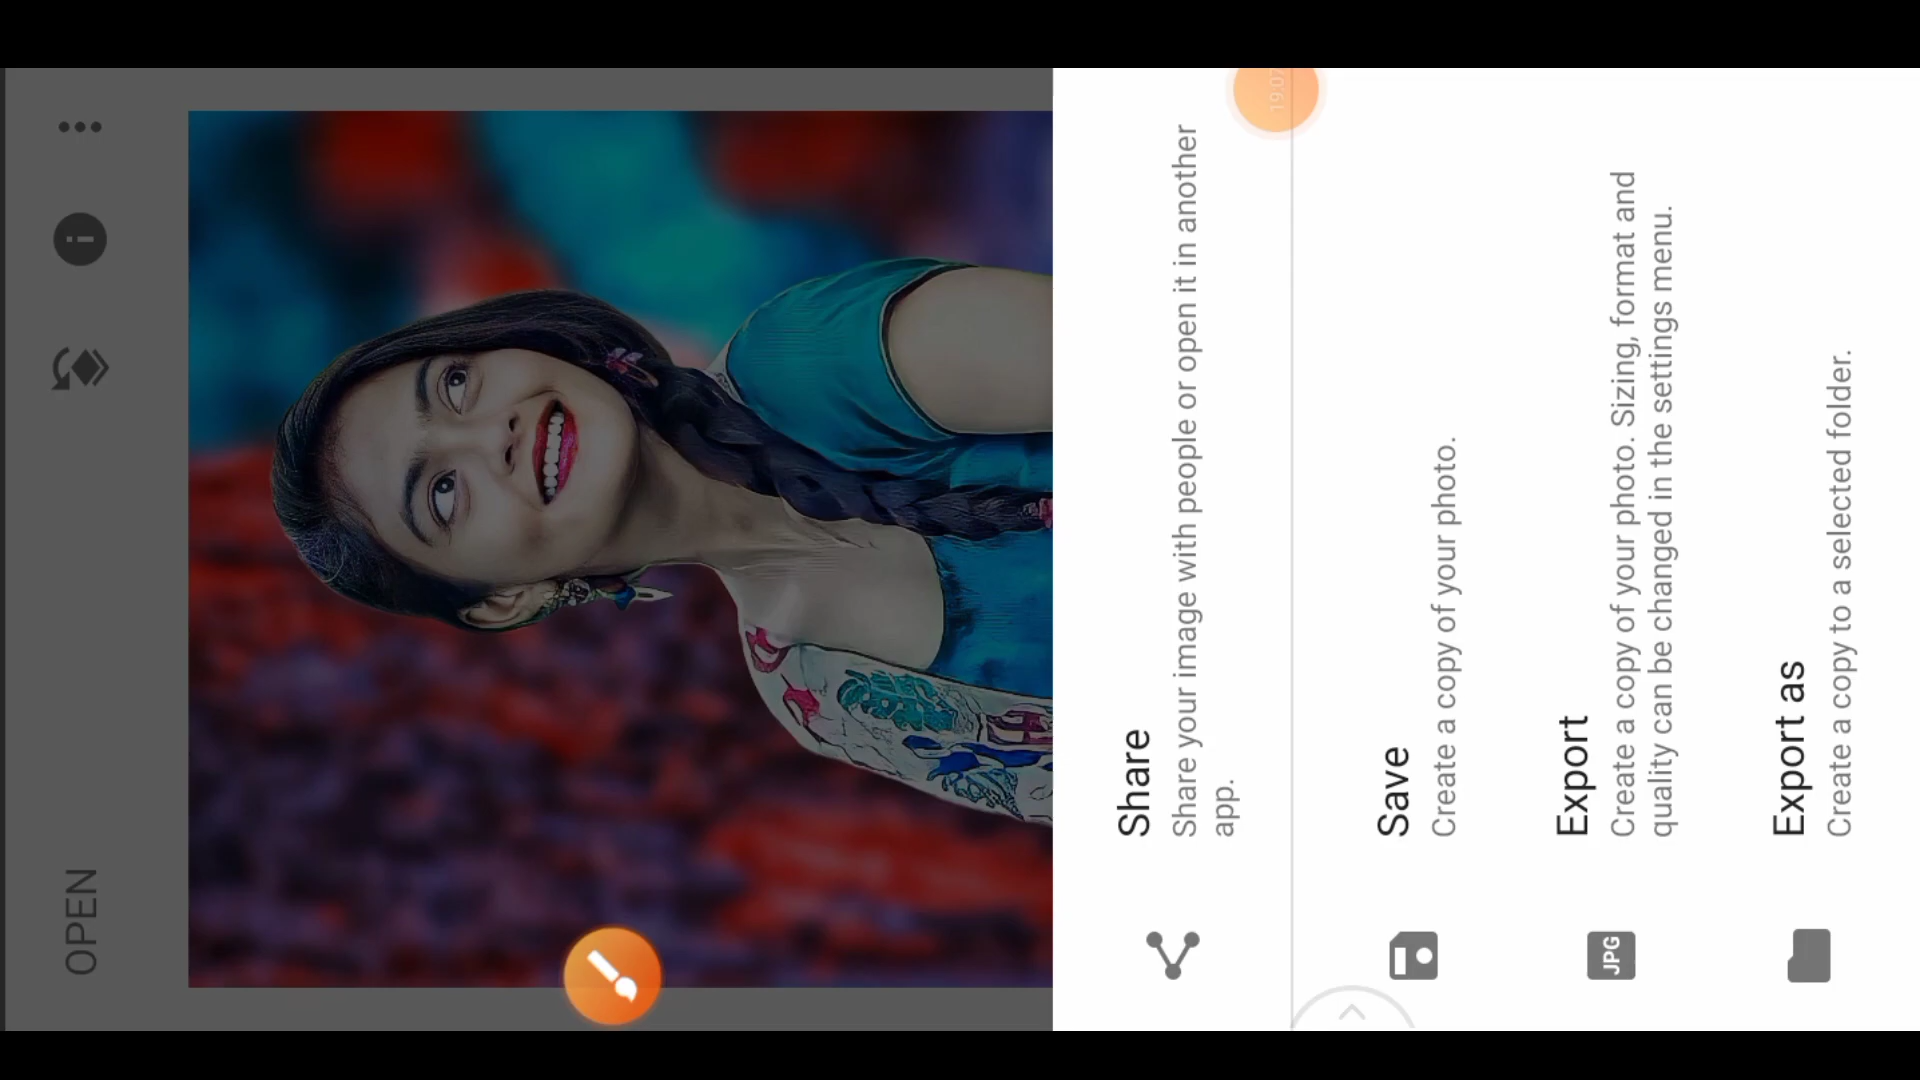 OPEN
Share
Share your image with people or open it in another
app.
Save
Create a copy of your photo.
Export
Create a copy of your photo. Sizing, format and
quality can be changed in the settings menu.
JPG
Export as
Create a copy to a selected folder.